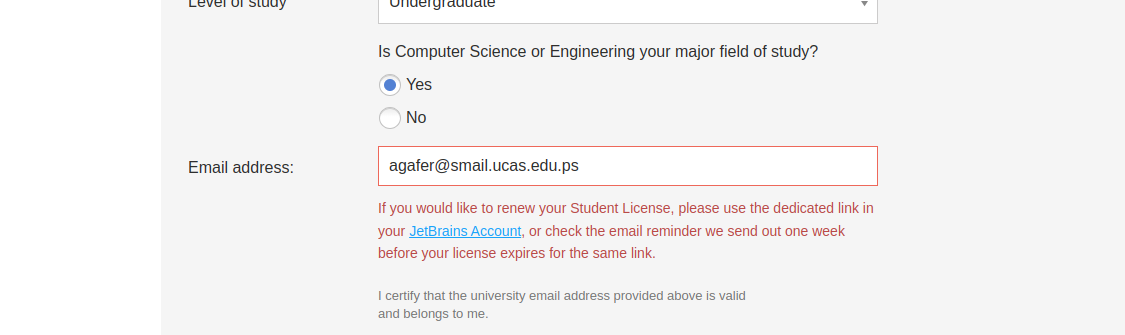 Level of study
Undergraduate
Is Computer Science or Engineering your major field of study?
Yes
No
Email address:
agafer@smail.ucas.edu.ps
If you would like to renew your Student License, please use the dedicated link in
your JetBrains Account, or check the email reminder we send out one week
before your license expires for the same link.
I certify that the university email address provided above is valid
and belongs to me.